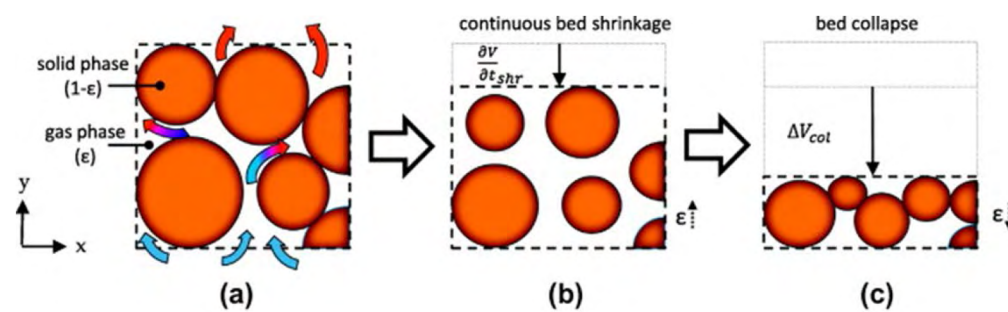 solid phase
(1-ε)
gas phase
(ε)
y
x
(a)
continuous bed shrinkage
∂V
∂t shr
ε
(b)
bed collapse
ΔV col
ε
(c)